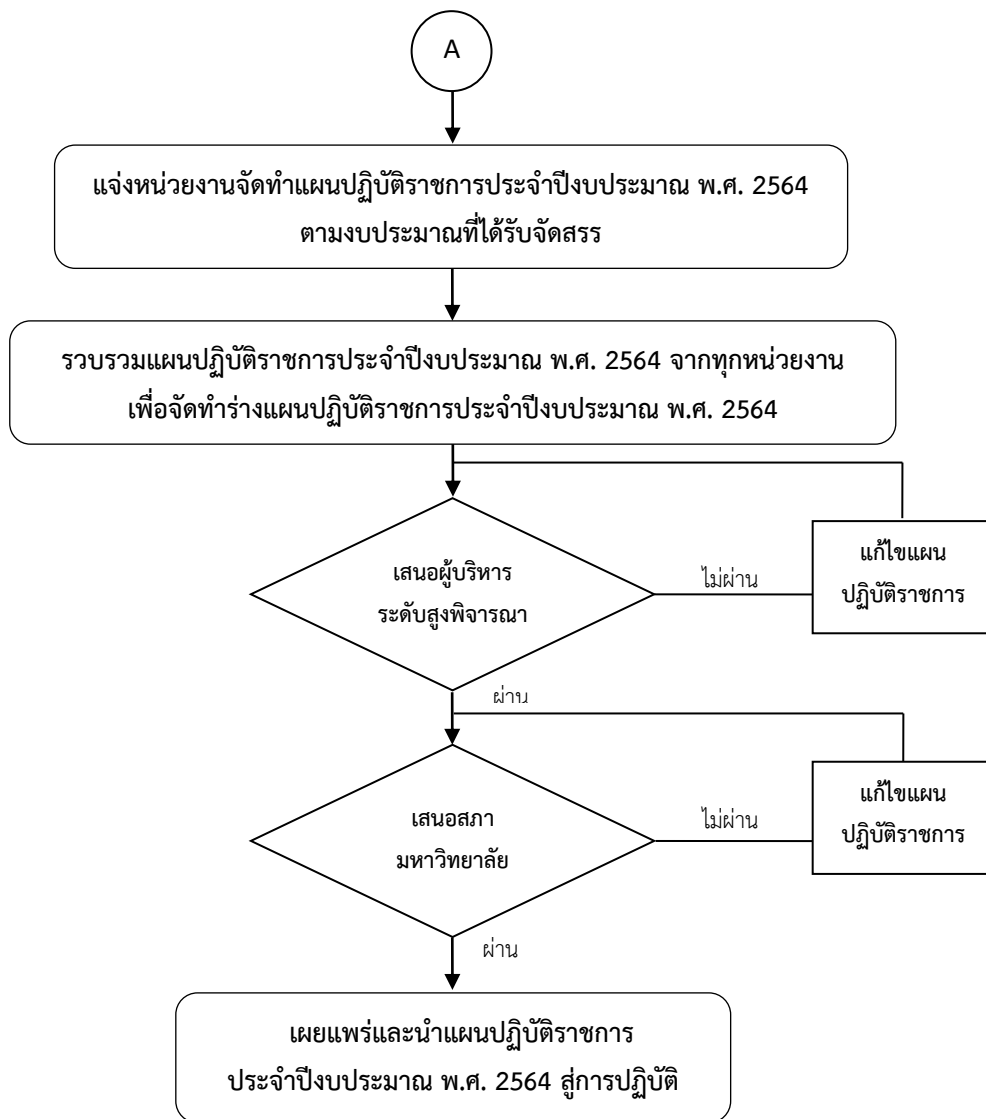 A
แจ่งหน่วยงานจัดทำแผนปฏิบัติราชการประจำปีงบประมาณ พ.ศ. 2564
ตามงบประมาณที่ได้รับจัดสรร
รวบรวมแผนปฏิบัติราชการประจำปีงบประมาณ พ.ศ. 2564 จากทุกหน่วยงาน
เพื่อจัดทำร่างแผนปฏิบัติราชการประจำปีงบประมาณ พ.ศ. 2564
เสนอผู้บริหาร
ระดับสูงพิจารณา
ไม่ผ่าน
แก้ไขแผน
ปฏิบัติราชการ
ผ่าน
เสนอสภา
มหาวิทยาลัย
ไม่ผ่าน
แก้ไขแผน
ปฏิบัติราชการ
ผ่าน
เผยแพร่และนำแผนปฏิบัติราชการ
ประจำปีงบประมาณ พ.ศ. 2564 สู่การปฏิบัติ